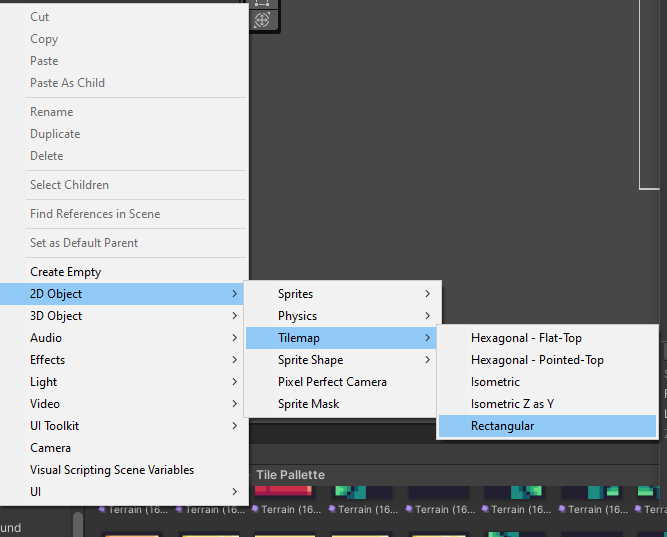 Cut
Copy
Paste
Paste As Child
Rename
Duplicate
Delete
Select Children
Find References in Scene
Set as Default Parent
Create Empty
2D Object
3D Object
Audio
Effects
Light
Video
UI Toolkit
Camera
Visual Scripting Scene Variables
UI
Sprites
Physics
Tilemap
Sprite Shape
Pixel Perfect Camera
Sprite Mask
Hexagonal - Flat-Top
Hexagonal - Pointed-Top
Isometric
Isometric Z as Y
Rectangular
Tile Pallette
Terrain (16... Terrain (16... Terrain (16... Terrain (16... Terrain (16... Terrain (16... Terrain (16... Terra
und